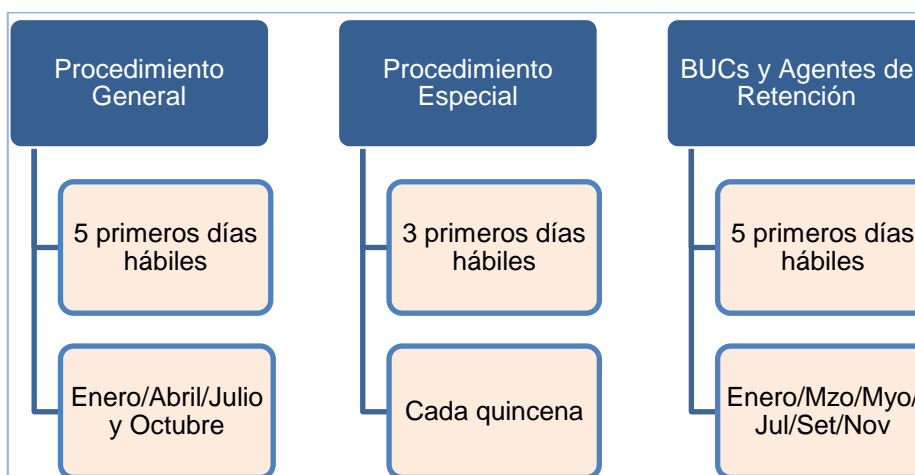 Procedimiento
General
5 primeros días
hábiles
Enero/Abril/Julio
y Octubre
Procedimiento
Especial
3 primeros días
hábiles
Cada quincena
BUCs y Agentes de
Retención
5 primeros días
hábiles
Enero/Mzo/Myo/
Jul/Set/Nov